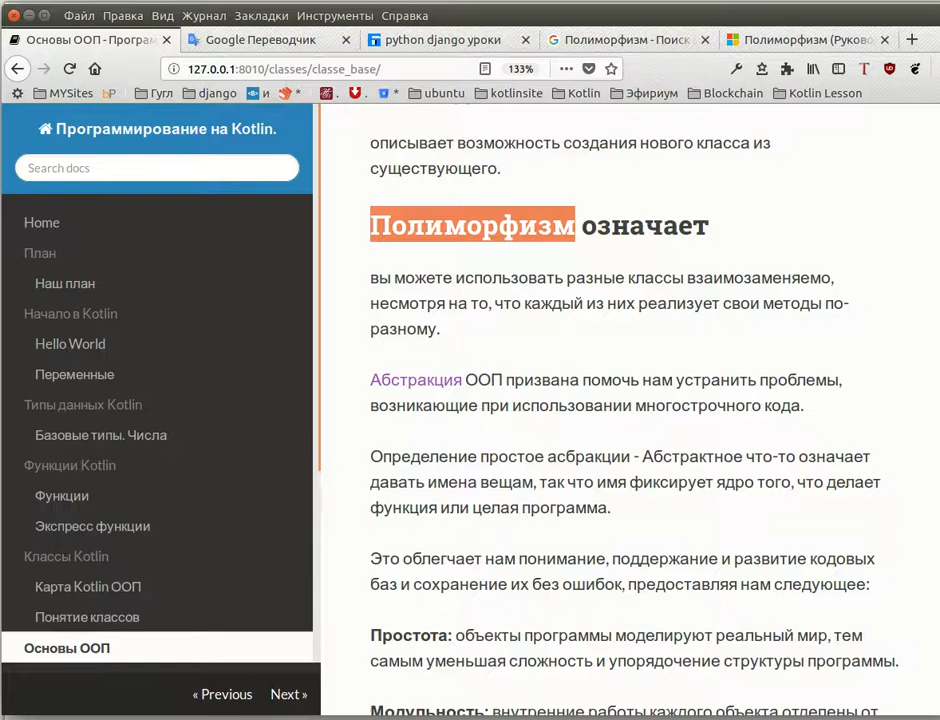 Файл Правка Вид Журнал Закладки Инструменты Справка
Основы ООП - Програм
Google Переводчик
python django уроки
Полиморфизм - Поиск
Полиморфизм (Руково
127.0.0.1:8010/classes/classe_base/
133%
MYSites
bP
Гугл
django
и
*
.
.
*
ubuntu
kotlinsite
Kotlin
Эфириум
Blockchain
Kotlin Lesson
Программирование на Kotlin.
Search docs
Home
План
Наш план
Начало в Kotlin
Hello World
Переменные
Типы данных Kotlin
Базовые типы. Числа
Функции Kotlin
Функции
Экспресс функции
Классы Kotlin
Карта Kotlin ООП
Понятие классов
Основы ООП
« Previous Next »
описывает возможность создания нового класса из
существующего.
Полиморфизм означает
вы можете использовать разные классы взаимозаменяемо,
несмотря на то, что каждый из них реализует свои методы по-
разному.
Абстракция ООП призвана помочь нам устранить проблемы,
возникающие при использовании многострочного кода.
Определение простое асбракции - Абстрактное что-то означает
давать имена вещам, так что имя фиксирует ядро того, что делает
функция или целая программа.
Это облегчает нам понимание, поддержание и развитие кодовых
баз и сохранение их без ошибок, предоставляя нам следующее:
Простота: объекты программы моделируют реальный мир, тем
самым уменьшая сложность и упорядочение структуры программы.
Модульность: внутренние работы каждого объекта отделены от